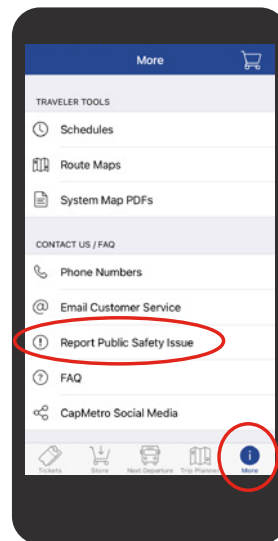 More
TRAVELER TOOLS
Schedules
Route Maps
System Map PDFs
CONTACT US / FAQ
Phone Numbers
Email Customer Service
Report Public Safety Issue
FAQ
CapMetro Social Media
Tickets Store Next Departure Trip Planner More